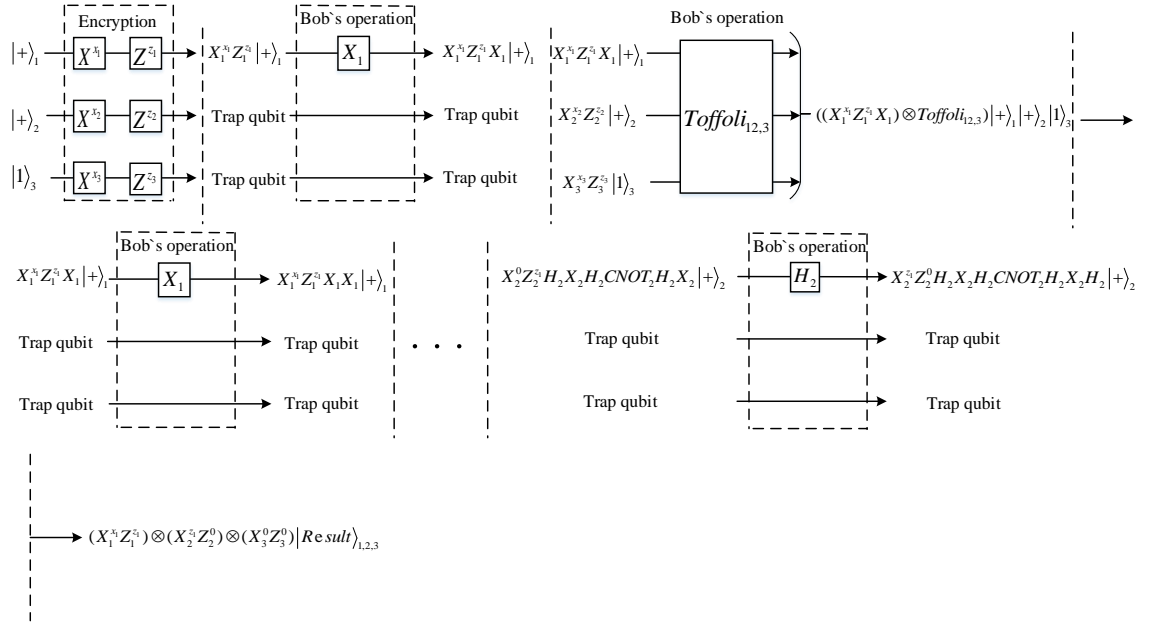 Encryption
Bob`s operation
Bob`s operation
|+⟩₁ X^{x₁} Z^{z₁} X₁^{x₁}Z₁^{z₁}|+⟩₁ X₁ X₁^{x₁}Z₁^{z₁}X₁|+⟩₁ X₁^{x₁}Z₁^{z₁}X₁|+⟩₁
|+⟩₂ X^{x₂} Z^{z₂} Trap qubit Trap qubit X₂^{x₂}Z₂^{z₂}|+⟩₂ Toffoli_{12,3} ((X₁^{x₁}Z₁^{z₁}X₁)⊗Toffoli_{12,3})|+⟩₁|+⟩₂|1⟩₃
|1⟩₃ X^{x₃} Z^{z₃} Trap qubit Trap qubit X₃^{x₃}Z₃^{z₃}|1⟩₃
Bob`s operation
Bob`s operation
X₁^{x₁}Z₁^{z₁}X₁|+⟩₁ X₁ X₁^{x₁}Z₁^{z₁}X₁X₁|+⟩₁ X₂^{0}Z₂^{z₁}H₂X₂H₂CNOT₂H₂X₂|+⟩₂ H₂ X₂^{z₁}Z₂^{0}H₂X₂H₂CNOT₂H₂X₂H₂|+⟩₂
Trap qubit Trap qubit . . . Trap qubit Trap qubit
Trap qubit Trap qubit Trap qubit Trap qubit
(X₁^{x₁}Z₁^{z₁})⊗(X₂^{z₁}Z₂^{0})⊗(X₃^{0}Z₃^{0})|Result⟩_{1,2,3}